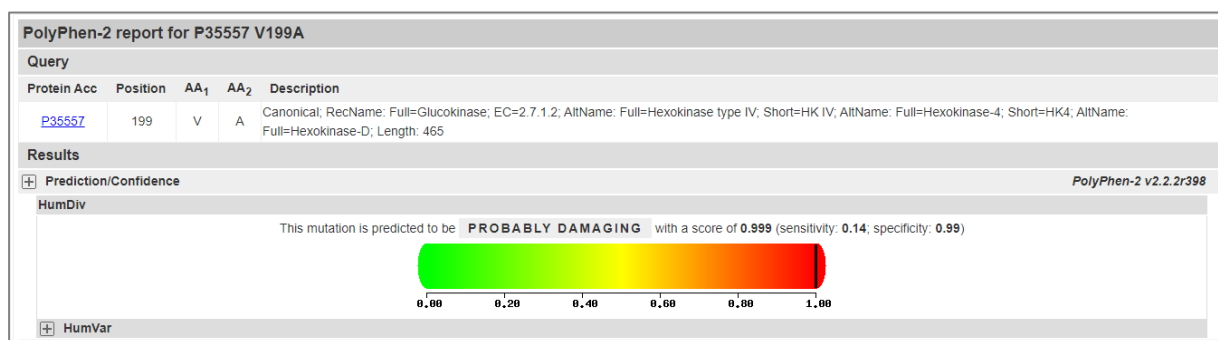 PolyPhen-2 report for P35557 V199A
Query
Protein Acc Position AA1 AA2 Description
P35557 199 V A Canonical; RecName: Full=Glucokinase; EC=2.7.1.2; AltName: Full=Hexokinase type IV; Short=HK IV; AltName: Full=Hexokinase-4; Short=HK4; AltName:
Full=Hexokinase-D; Length: 465
Results
Prediction/Confidence PolyPhen-2 v2.2.2r398
HumDiv
This mutation is predicted to be PROBABLY DAMAGING with a score of 0.999 (sensitivity: 0.14; specificity: 0.99)
0.00 0.20 0.40 0.60 0.80 1.00
HumVar